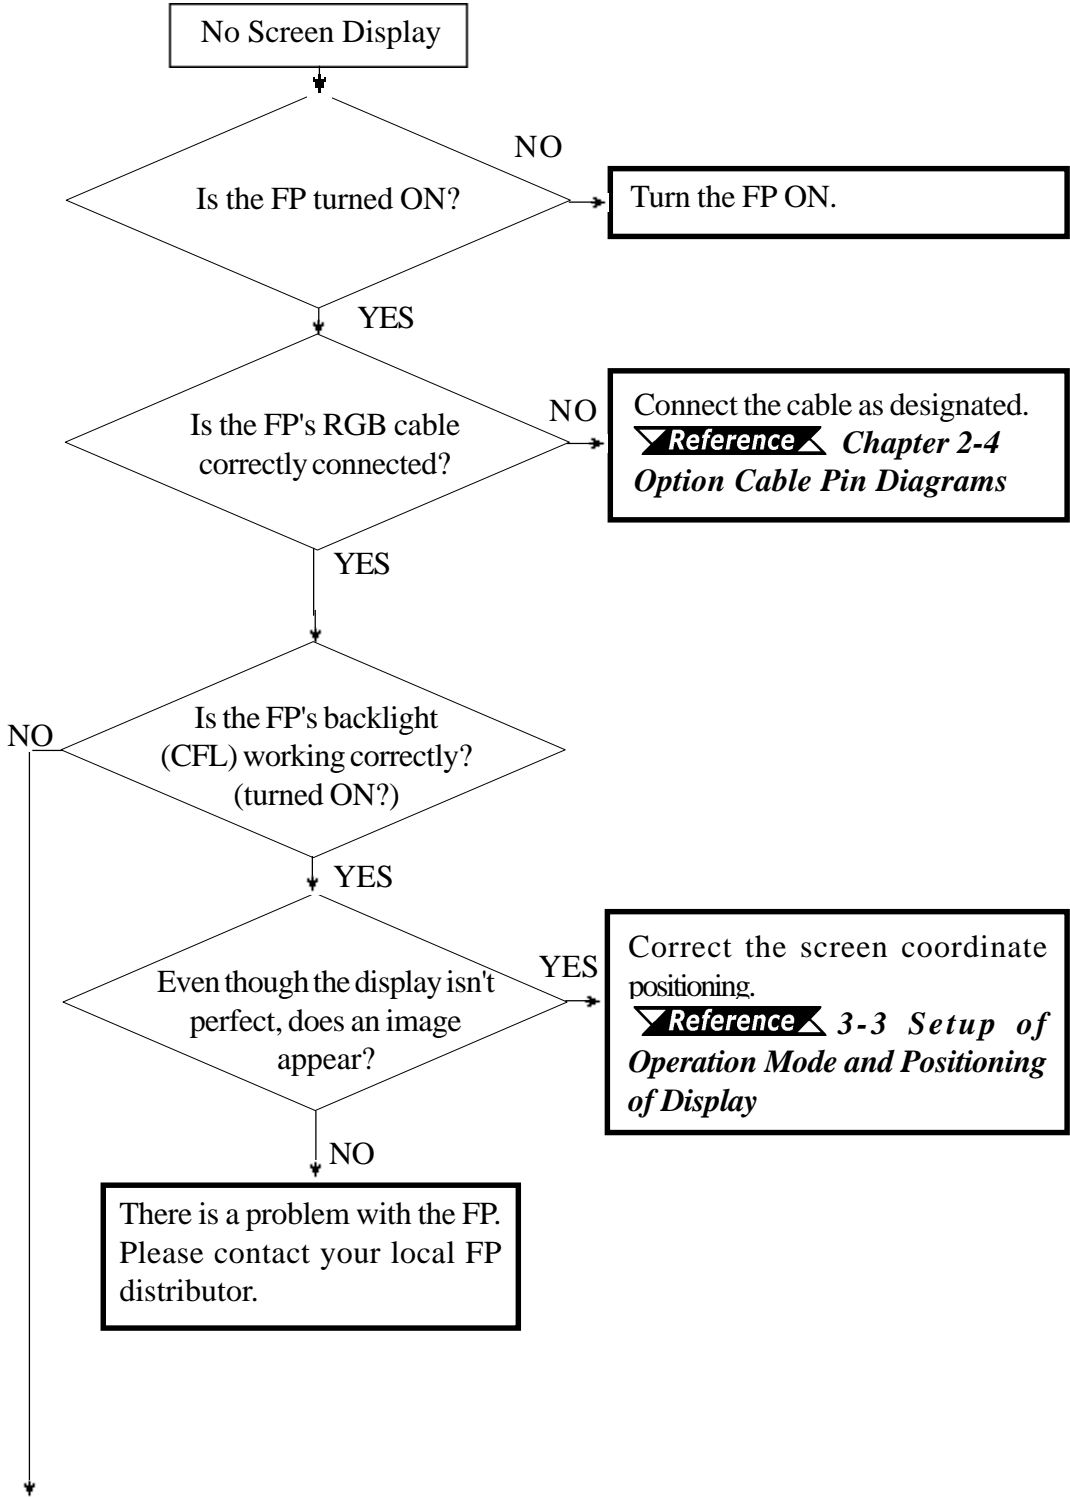 No Screen Display
NO
Is the FP turned ON?
Turn the FP ON.
YES
Is the FP's RGB cable
correctly connected?
NO
Connect the cable as designated.
Reference Chapter 2-4
Option Cable Pin Diagrams
YES
NO
Is the FP's backlight
(CFL) working correctly?
(turned ON?)
YES
Even though the display isn't
perfect, does an image
appear?
YES
Correct the screen coordinate
positioning.
Reference 3-3 Setup of
Operation Mode and Positioning
of Display
NO
There is a problem with the FP.
Please contact your local FP
distributor.